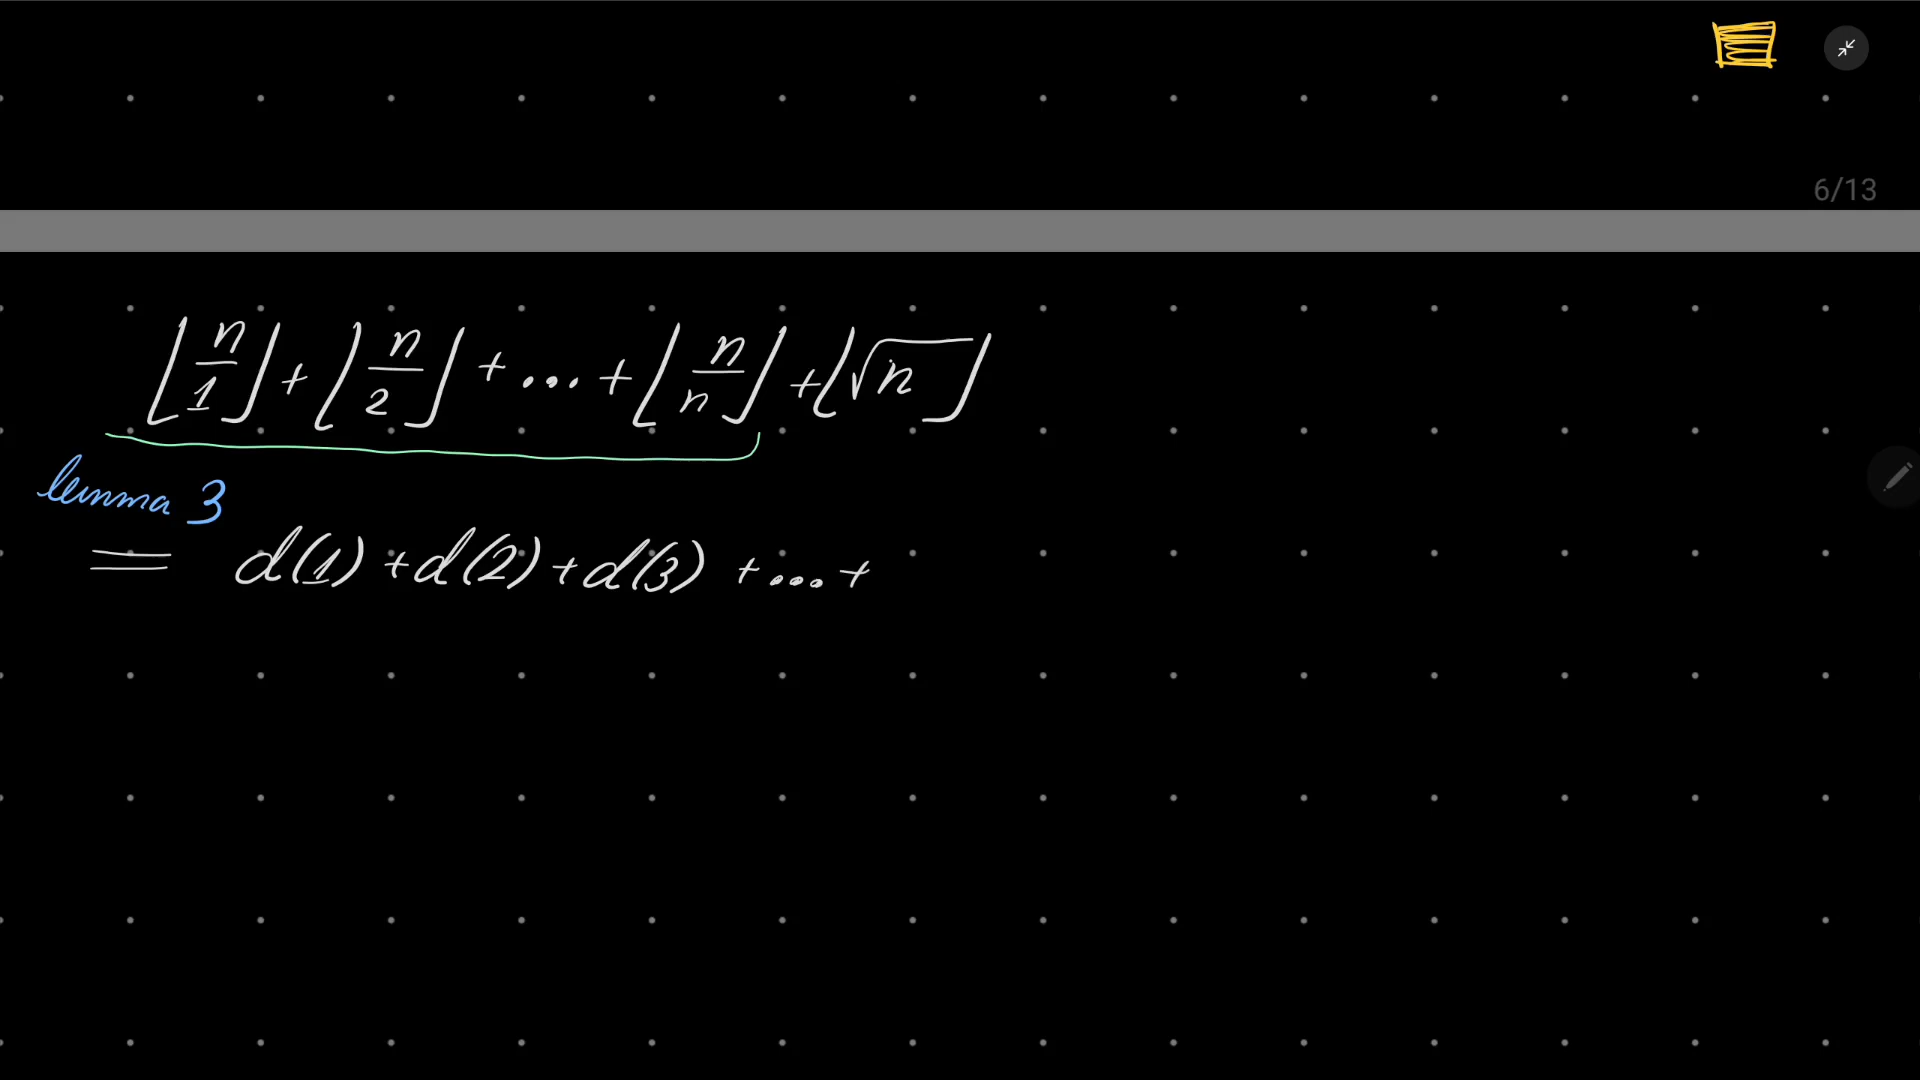 6/13
⌊n/1⌋ + ⌊n/2⌋ + ... + ⌊n/n⌋ + ⌊√n⌋
lemma 3
= d(1) + d(2) + d(3) + ... +